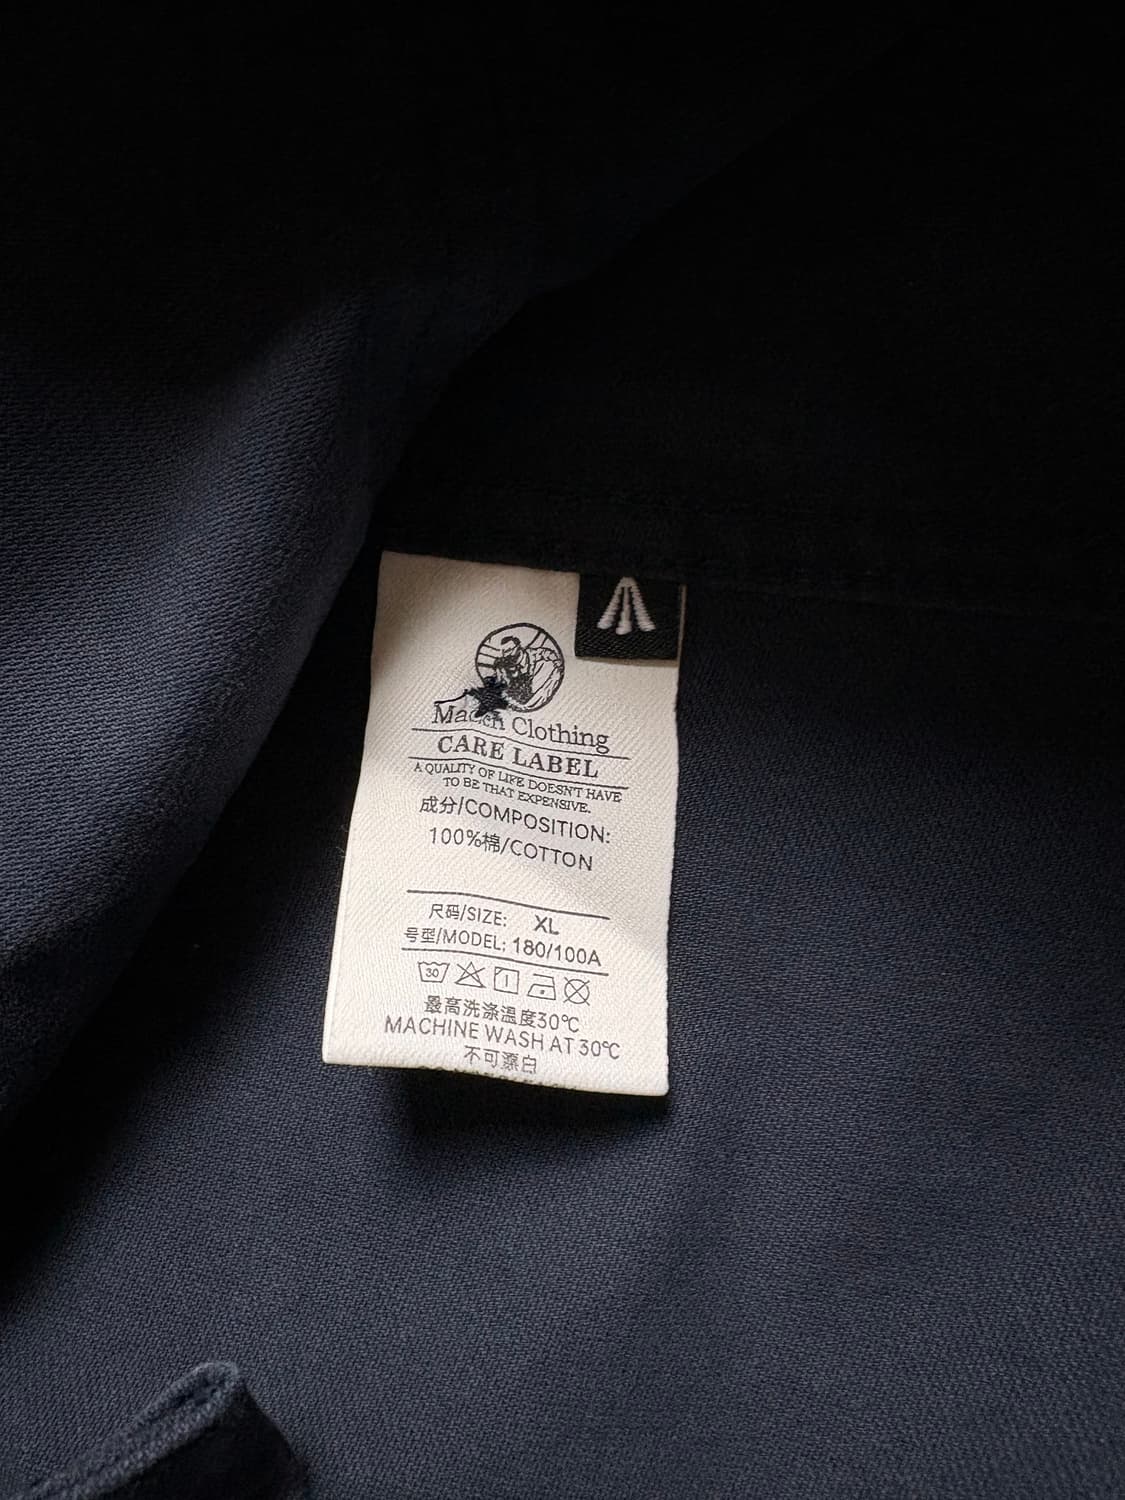 Clothing
CARE LABEL
A QUALITY OF LIFE DOESN'T HAVE
TO BE THAT EXPENSIVE.
成分/COMPOSITION:
100%棉/COTTON
尺码/SIZE: XL
号型/MODEL: 180/100A
30
最高洗涤溫度30℃
MACHINE WASH AT 30℃
不可漂白